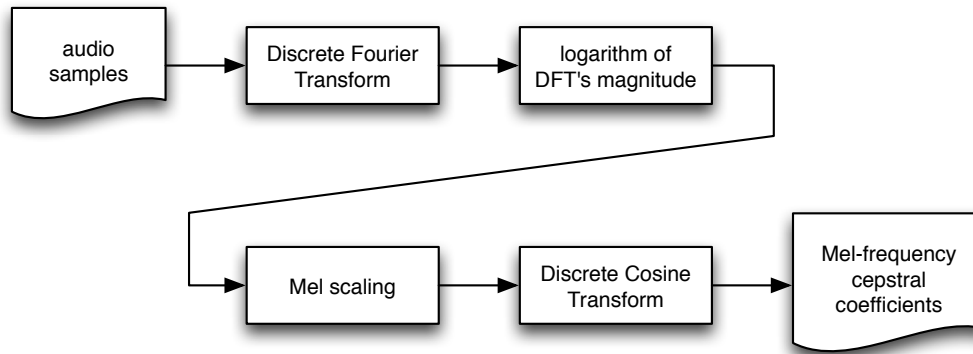 audio
samples
Discrete Fourier
Transform
logarithm of
DFT's magnitude
Mel scaling
Discrete Cosine
Transform
Mel-frequency
cepstral
coefficients